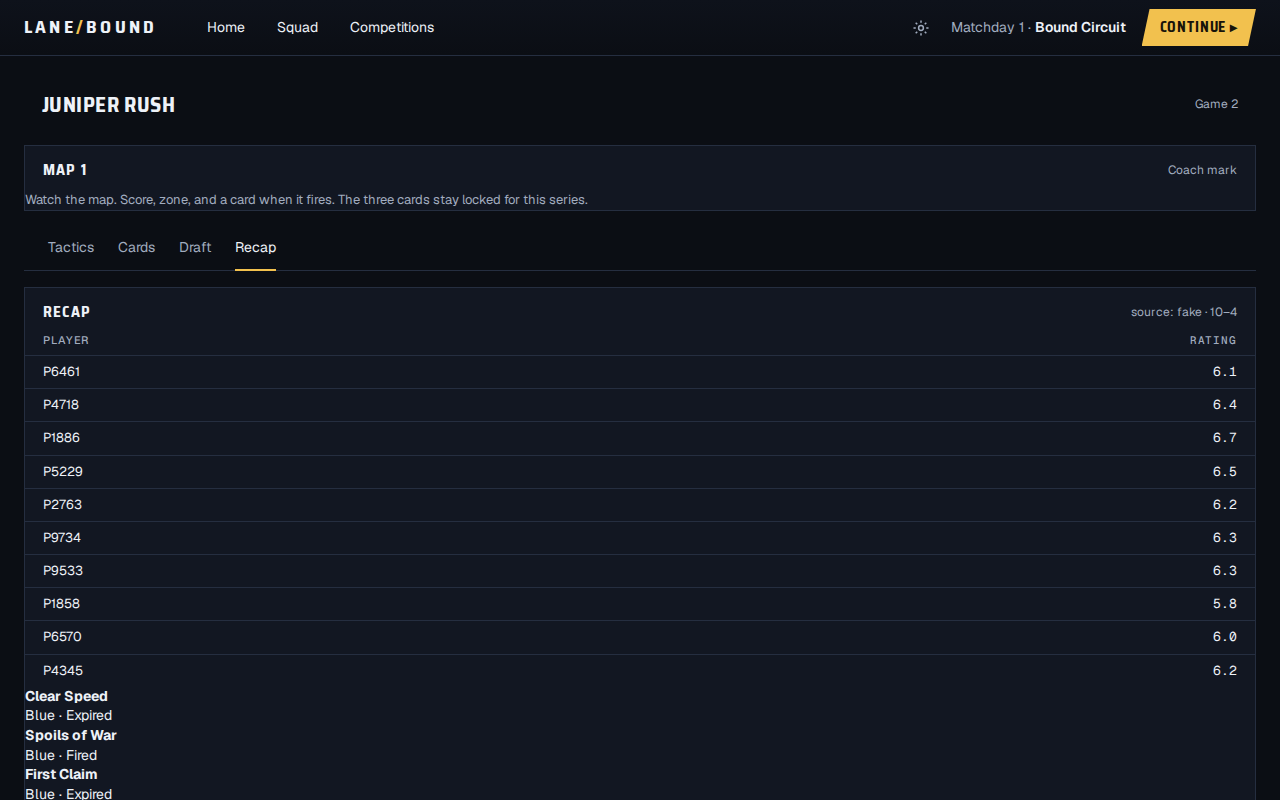 LANE/BOUND Home Squad Competitions Matchday 1 · Bound Circuit CONTINUE ▸
JUNIPER RUSH Game 2
MAP 1 Coach mark
Watch the map. Score, zone, and a card when it fires. The three cards stay locked for this series.
Tactics Cards Draft Recap
RECAP source: fake · 10–4
PLAYER RATING
P6461 6.1
P4718 6.4
P1886 6.7
P5229 6.5
P2763 6.2
P9734 6.3
P9533 6.3
P1858 5.8
P6570 6.0
P4345 6.2
Clear Speed
Blue · Expired
Spoils of War
Blue · Fired
First Claim
Blue · Expired